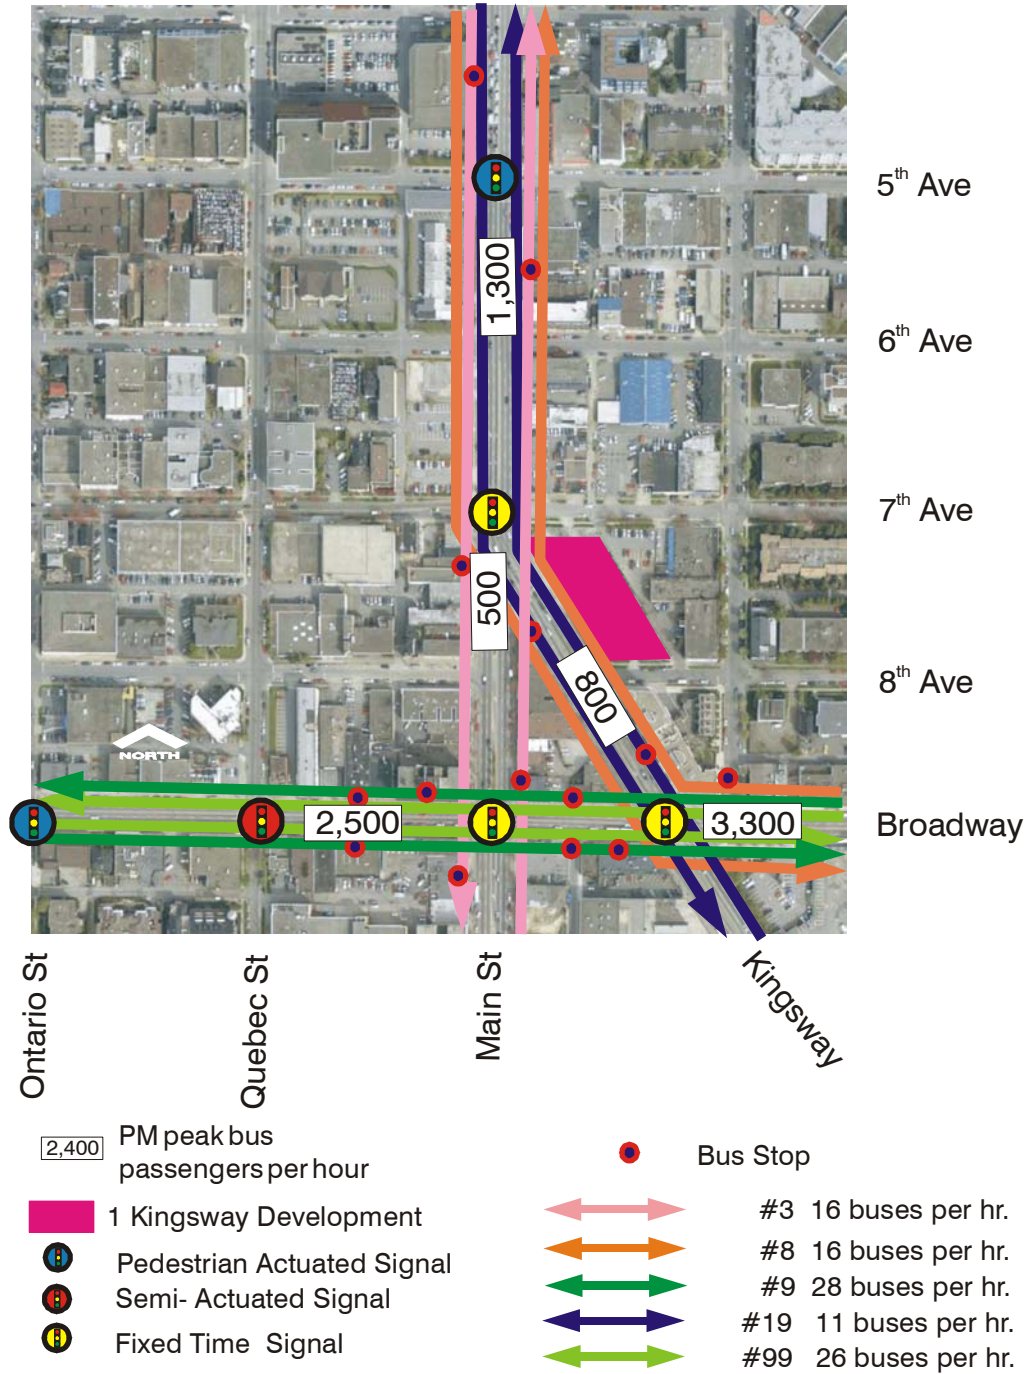 5th Ave
1,300
6th Ave
7th Ave
500
8th Ave
800
NORTH
2,500
3,300
Broadway
Ontario St
Quebec St
Main St
Kingsway
2,400
PM peak bus
passengers per hour
1 Kingsway Development
Pedestrian Actuated Signal
Semi- Actuated Signal
Fixed Time Signal
Bus Stop
#3 16 buses per hr.
#8 16 buses per hr.
#9 28 buses per hr.
#19 11 buses per hr.
#99 26 buses per hr.